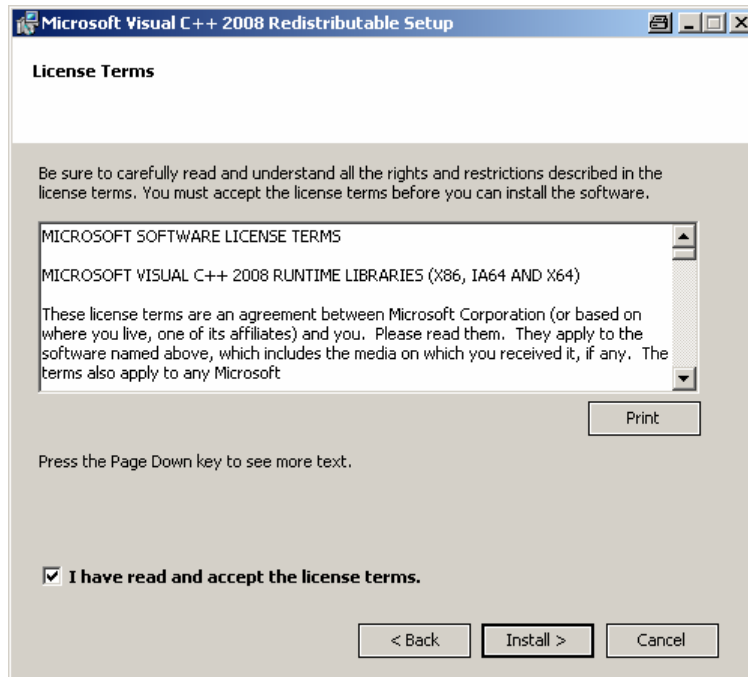 Microsoft Visual C++ 2008 Redistributable Setup
License Terms
Be sure to carefully read and understand all the rights and restrictions described in the
license terms. You must accept the license terms before you can install the software.
MICROSOFT SOFTWARE LICENSE TERMS
MICROSOFT VISUAL C++ 2008 RUNTIME LIBRARIES (X86, IA64 AND X64)
These license terms are an agreement between Microsoft Corporation (or based on
where you live, one of its affiliates) and you.  Please read them.  They apply to the
software named above, which includes the media on which you received it, if any.  The
terms also apply to any Microsoft
Print
Press the Page Down key to see more text.
I have read and accept the license terms.
< Back
Install >
Cancel